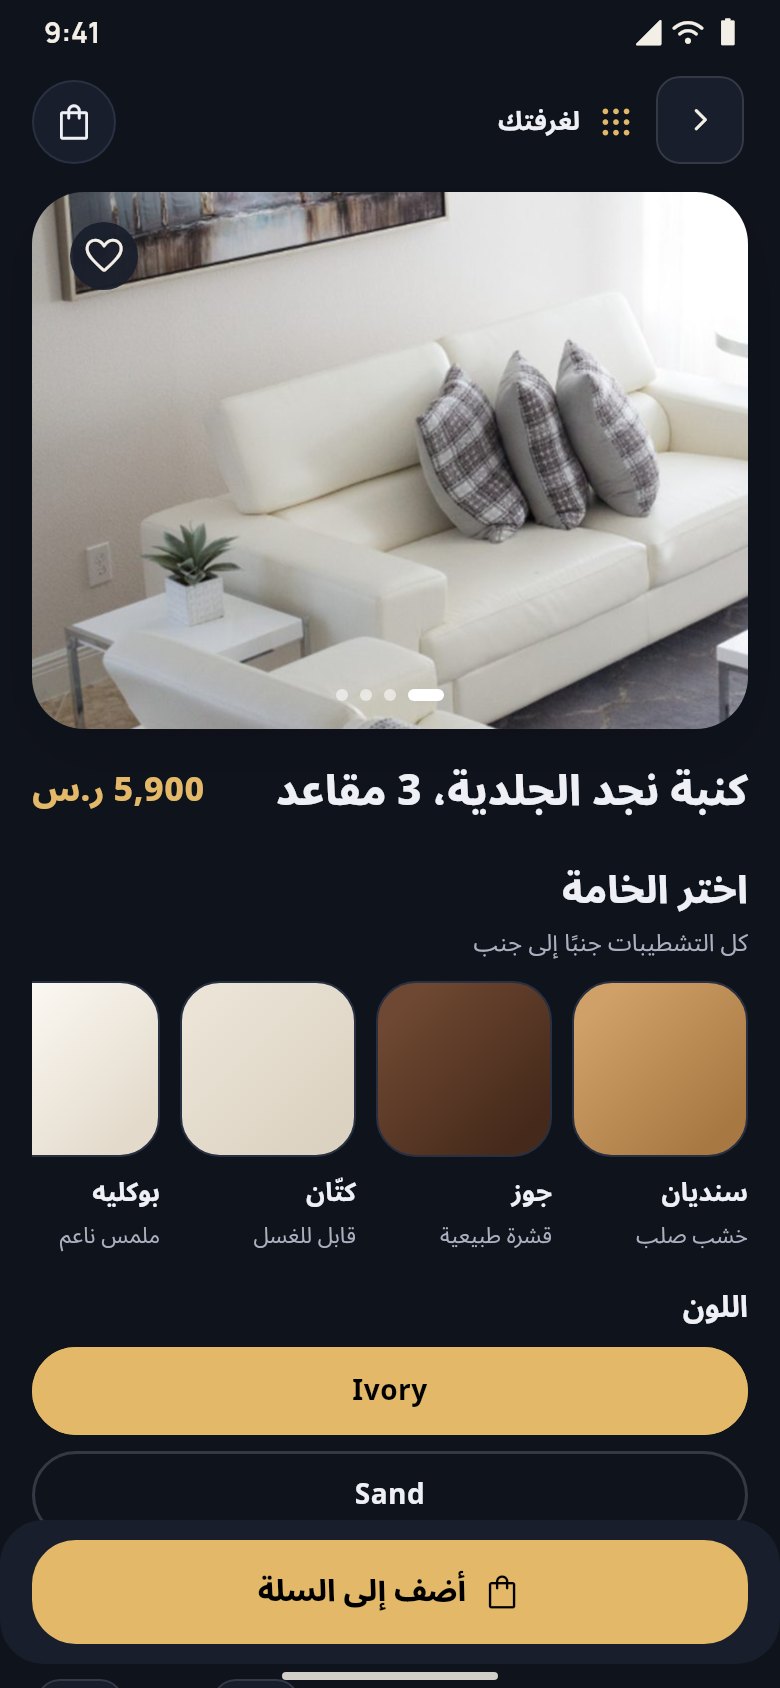 9:41
لغرفتك
كنبة نجد الجلدية، 3 مقاعد
5,900 ر.س
اختر الخامة
كل التشطيبات جنبًا إلى جنب
سنديان
خشب صلب
جوز
قشرة طبيعية
كتّان
قابل للغسل
بوكليه
ملمس ناعم
اللون
Ivory
Sand
أضف إلى السلة